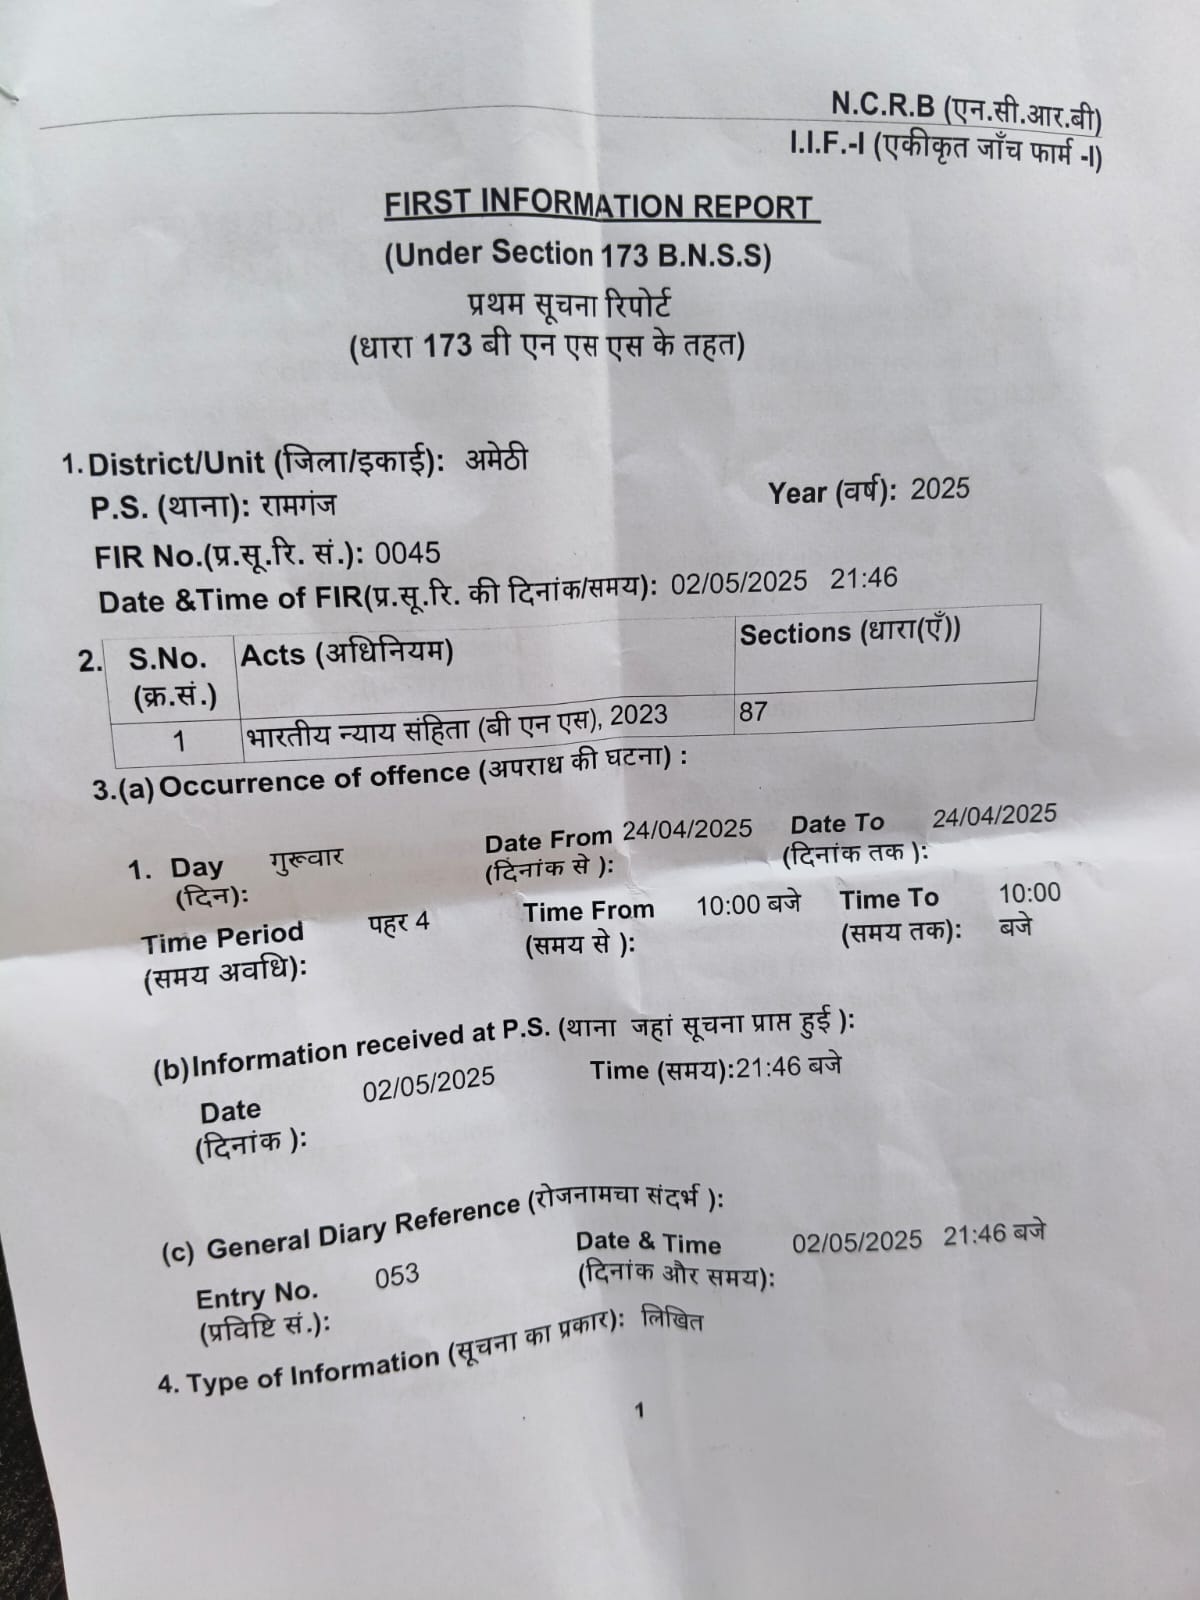 N.C.R.B (एन.सी.आर.बी)
I.I.F.-I (एकीकृत जाँच फार्म -I)
FIRST INFORMATION REPORT
(Under Section 173 B.N.S.S)
प्रथम सूचना रिपोर्ट
(धारा 173 बी एन एस एस के तहत)
1. District/Unit (जिला/इकाई): अमेठी
P.S. (थाना): रामगंज Year (वर्ष): 2025
FIR No.(प्र.सू.रि. सं.): 0045
Date &Time of FIR(प्र.सू.रि. की दिनांक/समय): 02/05/2025 21:46
2. S.No. Acts (अधिनियम) Sections (धारा(एँ))
(क्र.सं.)
1 भारतीय न्याय संहिता (बी एन एस), 2023 87
3.(a) Occurrence of offence (अपराध की घटना) :
1. Day गुरूवार Date From 24/04/2025 Date To 24/04/2025
(दिन): (दिनांक से ): (दिनांक तक ):
Time Period पहर 4 Time From 10:00 बजे Time To 10:00
(समय अवधि): (समय से ): (समय तक): बजे
(b) Information received at P.S. (थाना जहां सूचना प्राप्त हुई ):
Date 02/05/2025 Time (समय):21:46 बजे
(दिनांक ):
(c) General Diary Reference (रोजनामचा संदर्भ ):
Entry No. 053 Date & Time 02/05/2025 21:46 बजे
(प्रविष्टि सं.): (दिनांक और समय):
4. Type of Information (सूचना का प्रकार): लिखित
1